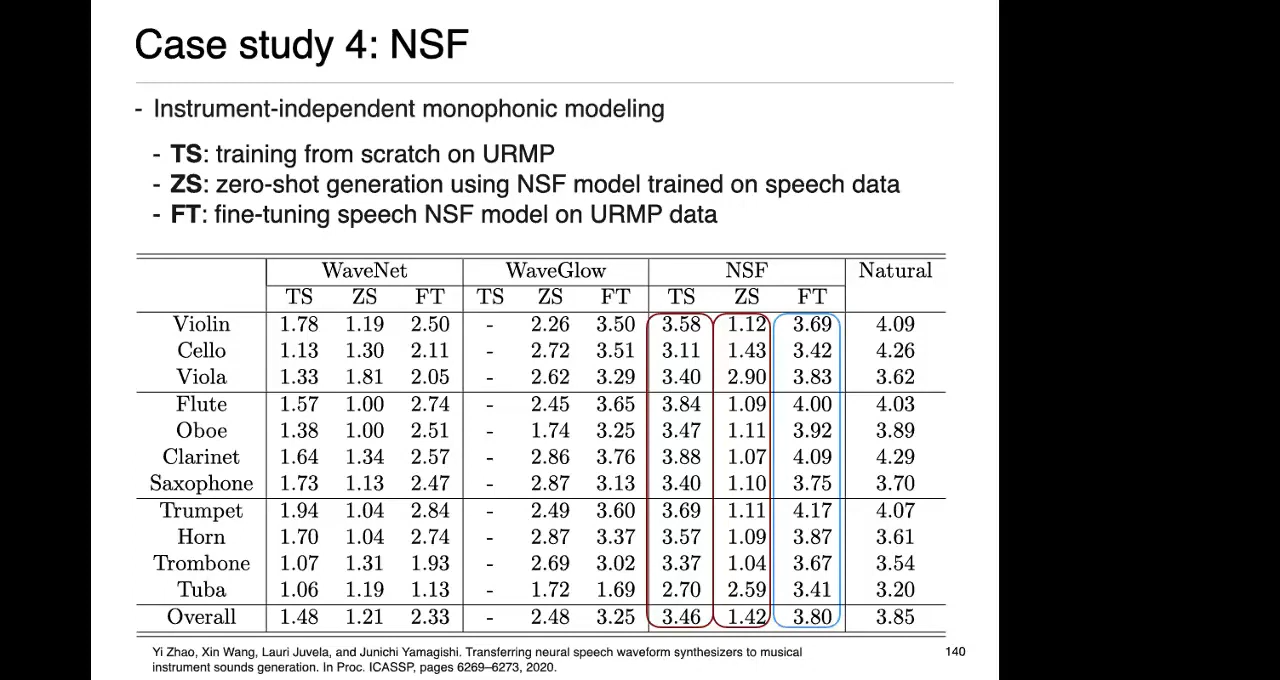 Case study 4: NSF
- Instrument-independent monophonic modeling
- TS: training from scratch on URMP
- ZS: zero-shot generation using NSF model trained on speech data
- FT: fine-tuning speech NSF model on URMP data
WaveNet WaveGlow NSF Natural
TS ZS FT TS ZS FT TS ZS FT
Violin 1.78 1.19 2.50 - 2.26 3.50 3.58 1.12 3.69 4.09
Cello 1.13 1.30 2.11 - 2.72 3.51 3.11 1.43 3.42 4.26
Viola 1.33 1.81 2.05 - 2.62 3.29 3.40 2.90 3.83 3.62
Flute 1.57 1.00 2.74 - 2.45 3.65 3.84 1.09 4.00 4.03
Oboe 1.38 1.00 2.51 - 1.74 3.25 3.47 1.11 3.92 3.89
Clarinet 1.64 1.34 2.57 - 2.86 3.76 3.88 1.07 4.09 4.29
Saxophone 1.73 1.13 2.47 - 2.87 3.13 3.40 1.10 3.75 3.70
Trumpet 1.94 1.04 2.84 - 2.49 3.60 3.69 1.11 4.17 4.07
Horn 1.70 1.04 2.74 - 2.87 3.37 3.57 1.09 3.87 3.61
Trombone 1.07 1.31 1.93 - 2.69 3.02 3.37 1.04 3.67 3.54
Tuba 1.06 1.19 1.13 - 1.72 1.69 2.70 2.59 3.41 3.20
Overall 1.48 1.21 2.33 - 2.48 3.25 3.46 1.42 3.80 3.85
Yi Zhao, Xin Wang, Lauri Juvela, and Junichi Yamagishi. Transferring neural speech waveform synthesizers to musical
instrument sounds generation. In Proc. ICASSP, pages 6269–6273, 2020.
140